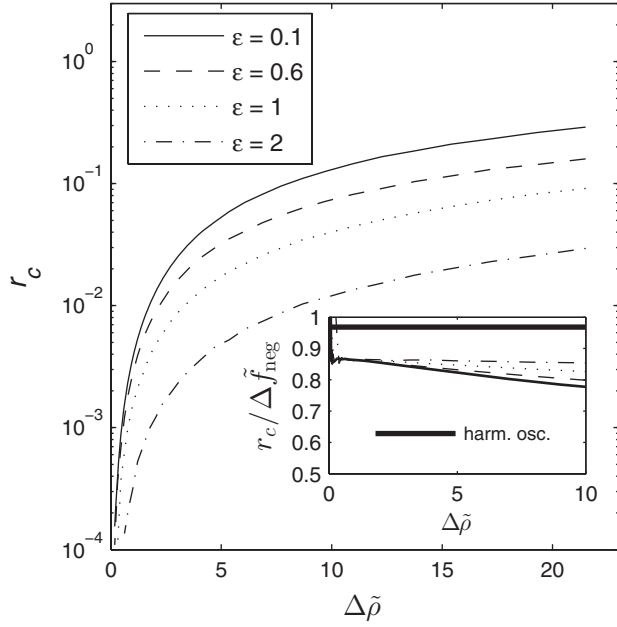 ε = 0.1
ε = 0.6
ε = 1
ε = 2
10⁰
10⁻¹
10⁻²
10⁻³
10⁻⁴
r_c
0 5 10 15 20
Δρ̃
1
0.9
0.8
0.7
0.6
0.5
r_c/Δf̃_neg
harm. osc.
0 5 10
Δρ̃